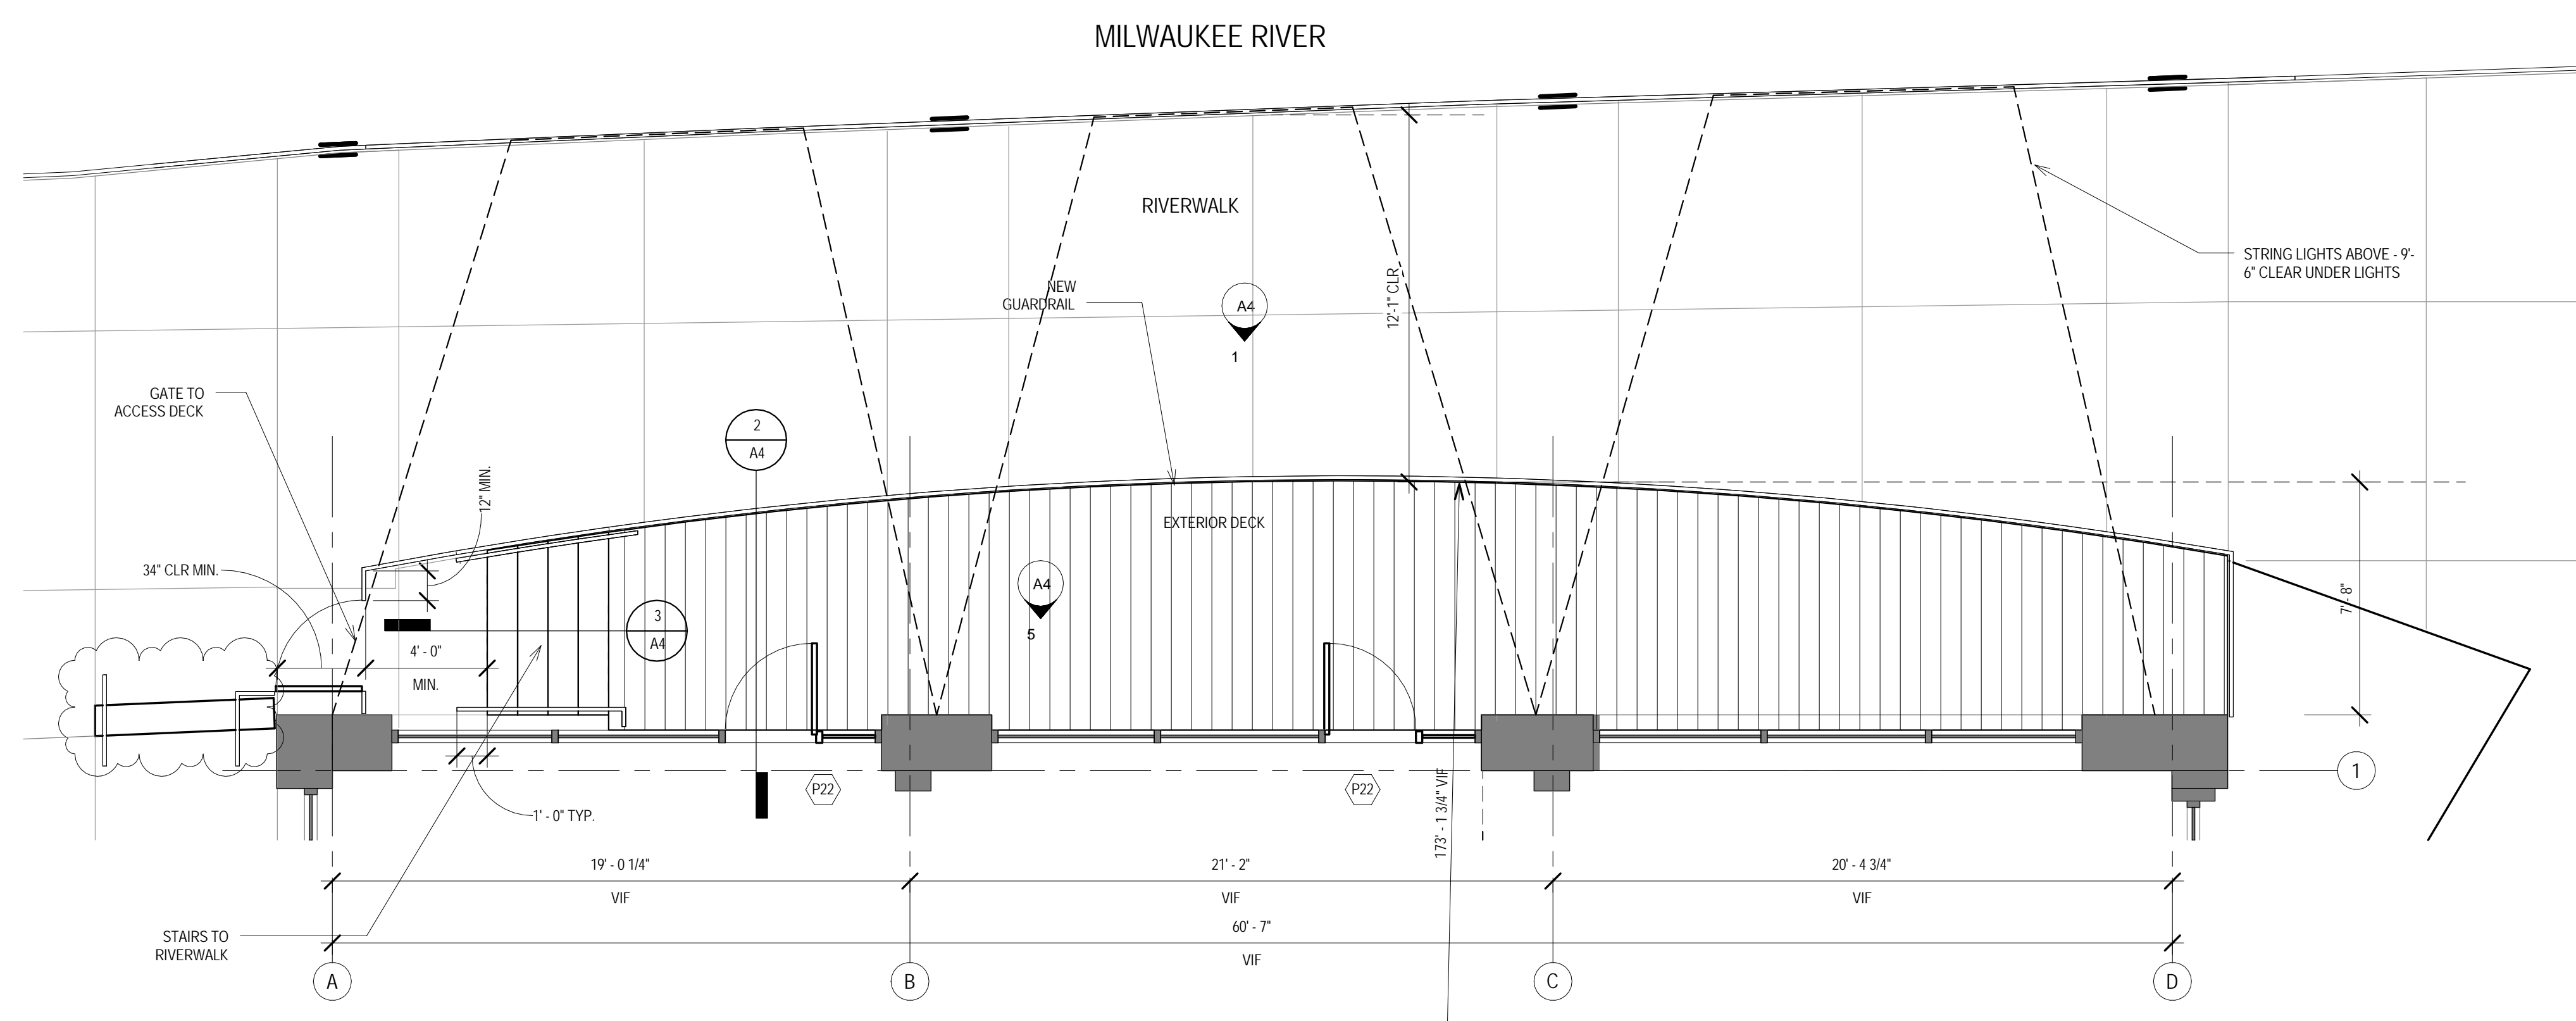 MILWAUKEE RIVER
RIVERWALK
STRING LIGHTS ABOVE - 9'-
6" CLEAR UNDER LIGHTS
NEW
GUARDRAIL
A4
1
12'-1" CLR.
GATE TO
ACCESS DECK
2
A4
12" MIN.
EXTERIOR DECK
34" CLR MIN.
A4
5
3
A4
7' - 8"
4' - 0"
MIN.
1
P22
P22
1' - 0" TYP.
173' - 1 3/4" VIF
19' - 0 1/4"
VIF
21' - 2"
VIF
20' - 4 3/4"
VIF
60' - 7"
VIF
STAIRS TO
RIVERWALK
A
B
C
D